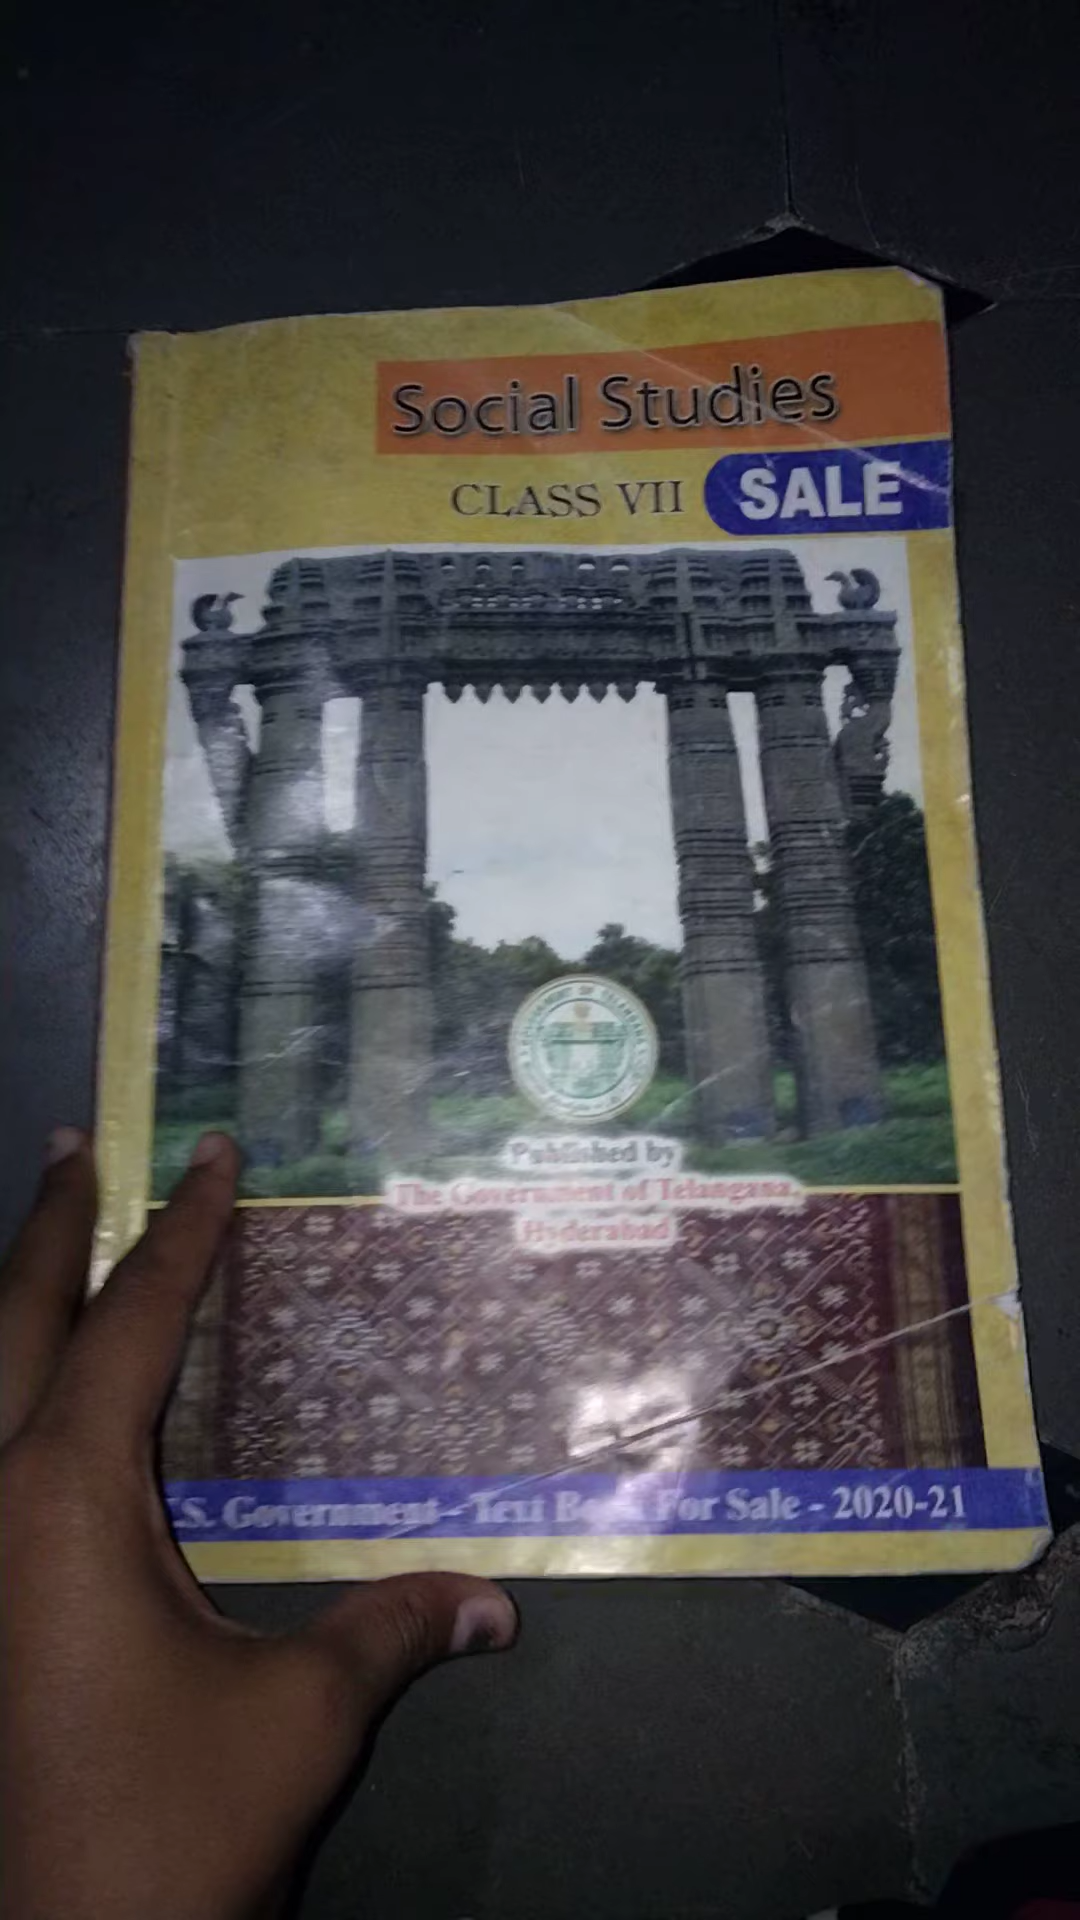 Social Studies
CLASS VII
SALE
Published by
The Government of Telangana,
Hyderabad
.S. Government - Text Book For Sale - 2020-21